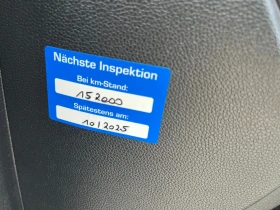 Nächste Inspektion
Bei km-Stand:
152000
Spätestens am:
10/2025